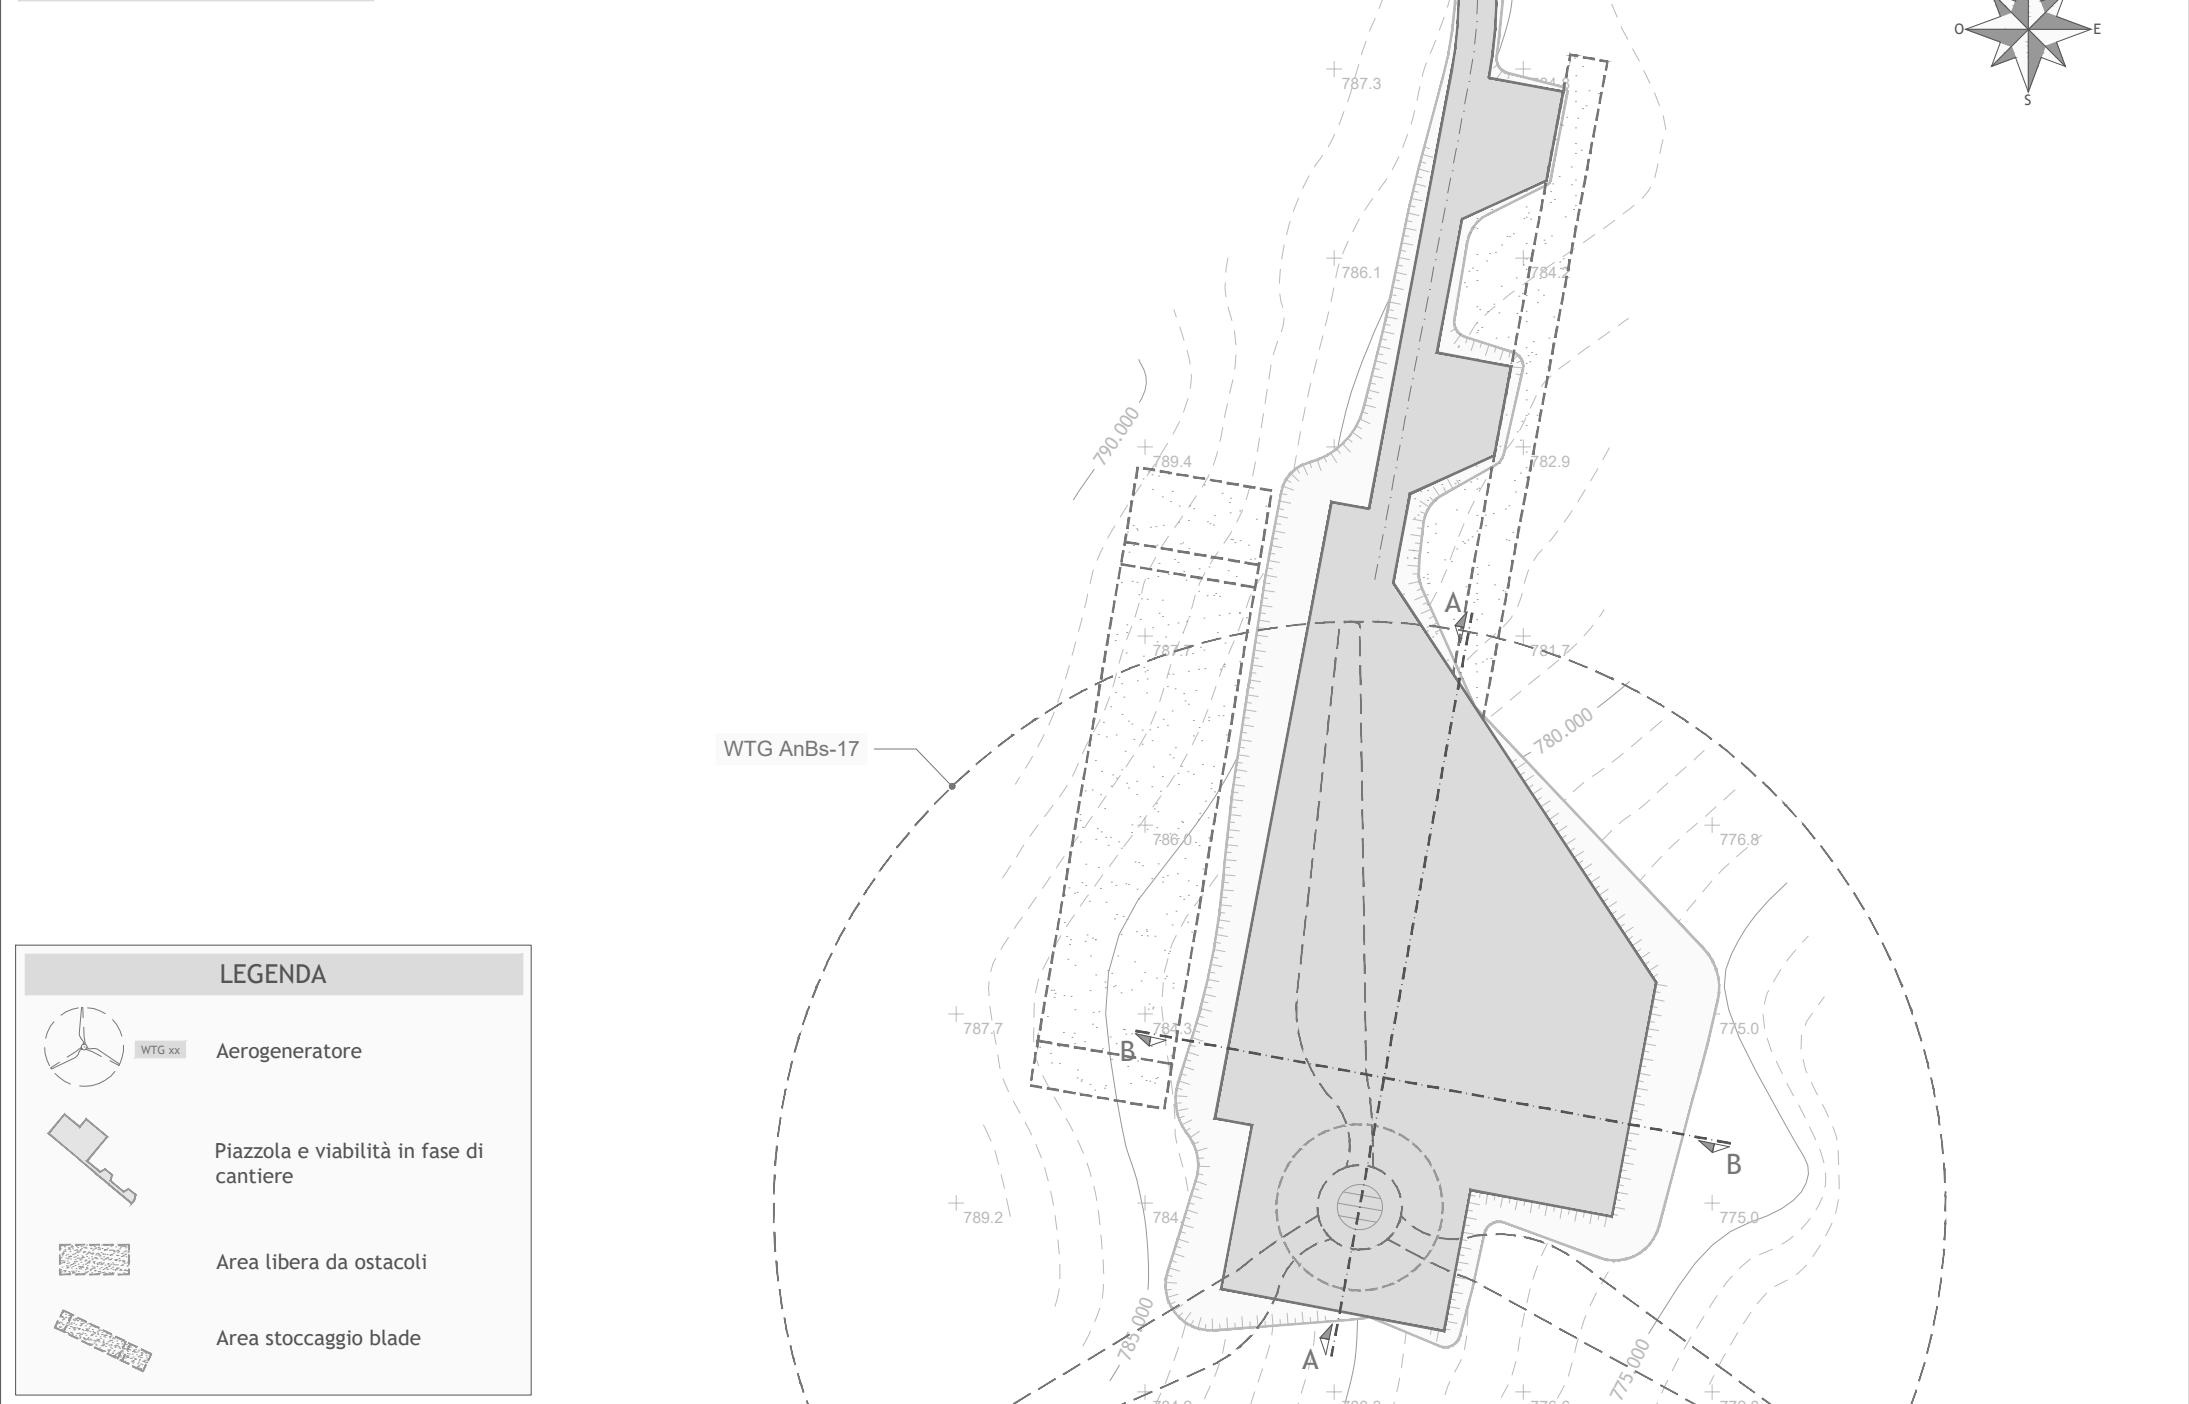 O
E
S
787.3
786.1
784.2
790.000
789.4
782.9
A
787.7
781.7
WTG AnBs-17
780.000
786.0
776.8
LEGENDA
WTG xx
Aerogeneratore
Piazzola e viabilità in fase di
cantiere
Area libera da ostacoli
Area stoccaggio blade
787.7
784.3
775.0
B
B
789.2
784.
775.0
785.000
775.000
A